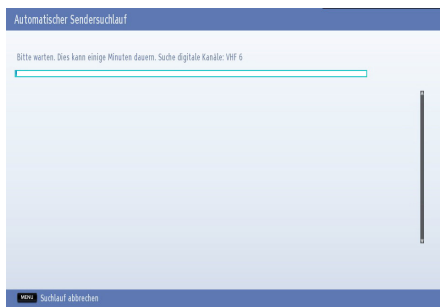 Automatischer Sendersuchlauf
Bitte warten. Dies kann einige Minuten dauern. Suche digitale Kanäle: VHF 6
MENU Suchlauf abbrechen